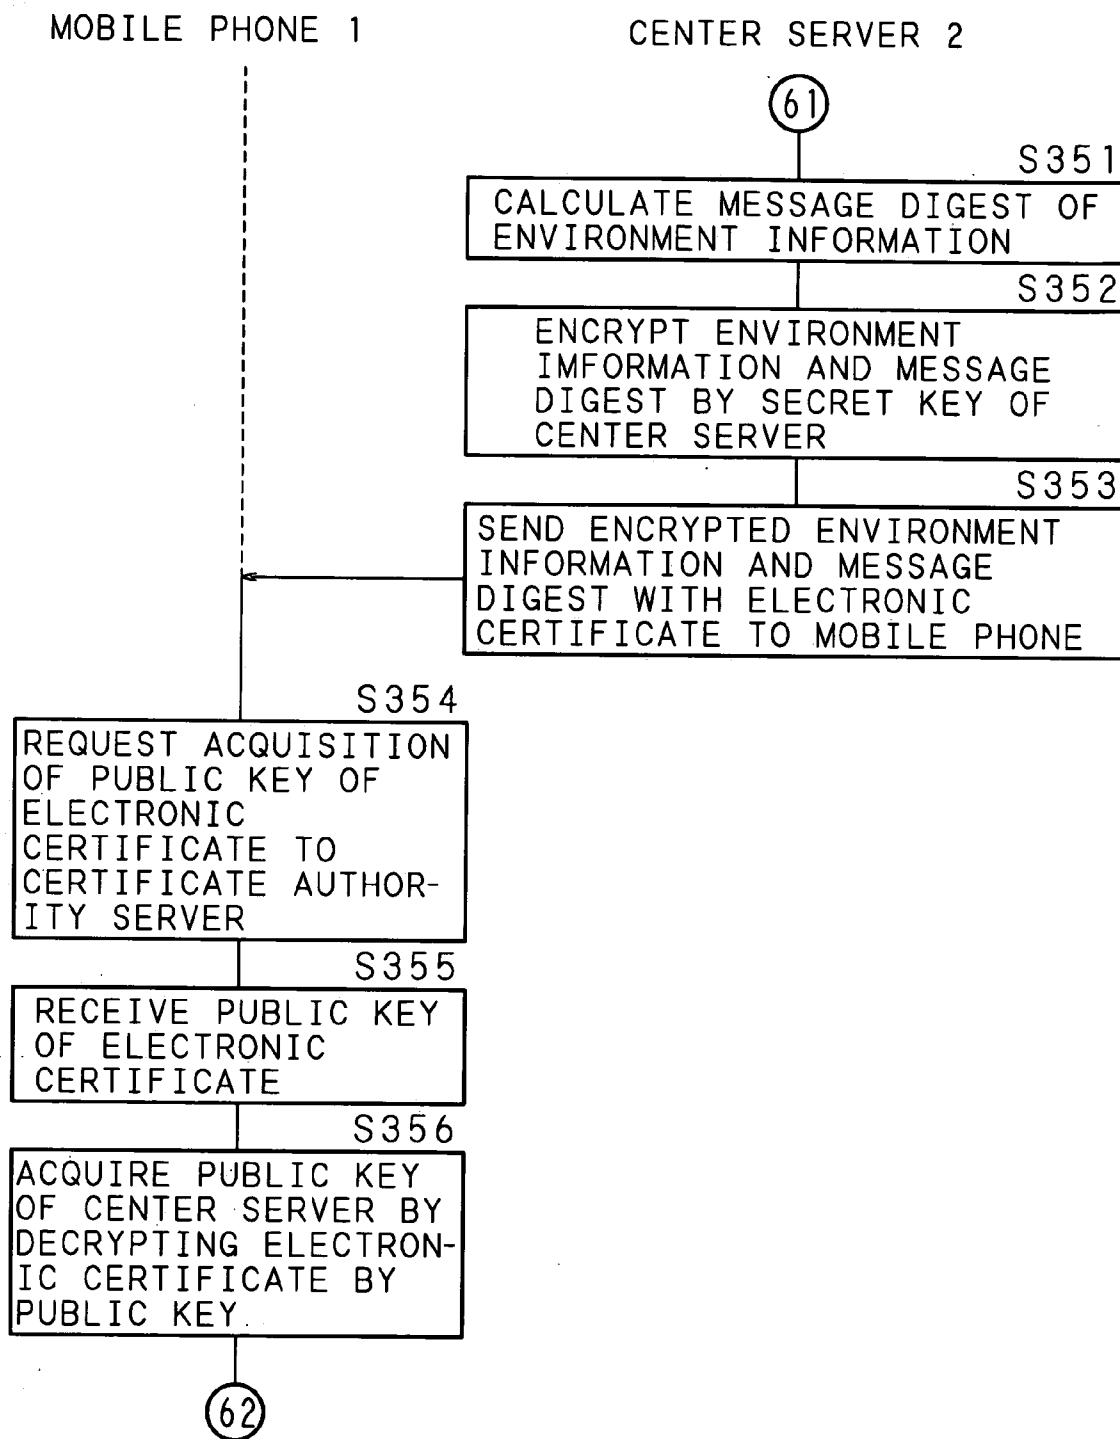 MOBILE PHONE 1
CENTER SERVER 2
61
S351
CALCULATE MESSAGE DIGEST OF
ENVIRONMENT INFORMATION
S352
ENCRYPT ENVIRONMENT
IMFORMATION AND MESSAGE
DIGEST BY SECRET KEY OF
CENTER SERVER
S353
SEND ENCRYPTED ENVIRONMENT
INFORMATION AND MESSAGE
DIGEST WITH ELECTRONIC
CERTIFICATE TO MOBILE PHONE
S354
REQUEST ACQUISITION
OF PUBLIC KEY OF
ELECTRONIC
CERTIFICATE TO
CERTIFICATE AUTHOR-
ITY SERVER
S355
RECEIVE PUBLIC KEY
OF ELECTRONIC
CERTIFICATE
S356
ACQUIRE PUBLIC KEY
OF CENTER SERVER BY
DECRYPTING ELECTRON-
IC CERTIFICATE BY
PUBLIC KEY
62